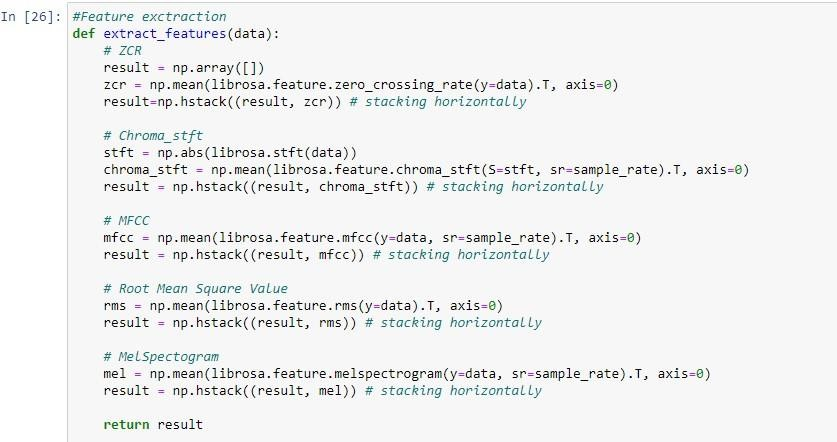 In [26]: #Feature exctraction
def extract_features(data):
    # ZCR
    result = np.array([])
    zcr = np.mean(librosa.feature.zero_crossing_rate(y=data).T, axis=0)
    result=np.hstack((result, zcr)) # stacking horizontally

    # Chroma_stft
    stft = np.abs(librosa.stft(data))
    chroma_stft = np.mean(librosa.feature.chroma_stft(S=stft, sr=sample_rate).T, axis=0)
    result = np.hstack((result, chroma_stft)) # stacking horizontally

    # MFCC
    mfcc = np.mean(librosa.feature.mfcc(y=data, sr=sample_rate).T, axis=0)
    result = np.hstack((result, mfcc)) # stacking horizontally

    # Root Mean Square Value
    rms = np.mean(librosa.feature.rms(y=data).T, axis=0)
    result = np.hstack((result, rms)) # stacking horizontally

    # MelSpectogram
    mel = np.mean(librosa.feature.melspectrogram(y=data, sr=sample_rate).T, axis=0)
    result = np.hstack((result, mel)) # stacking horizontally

    return result